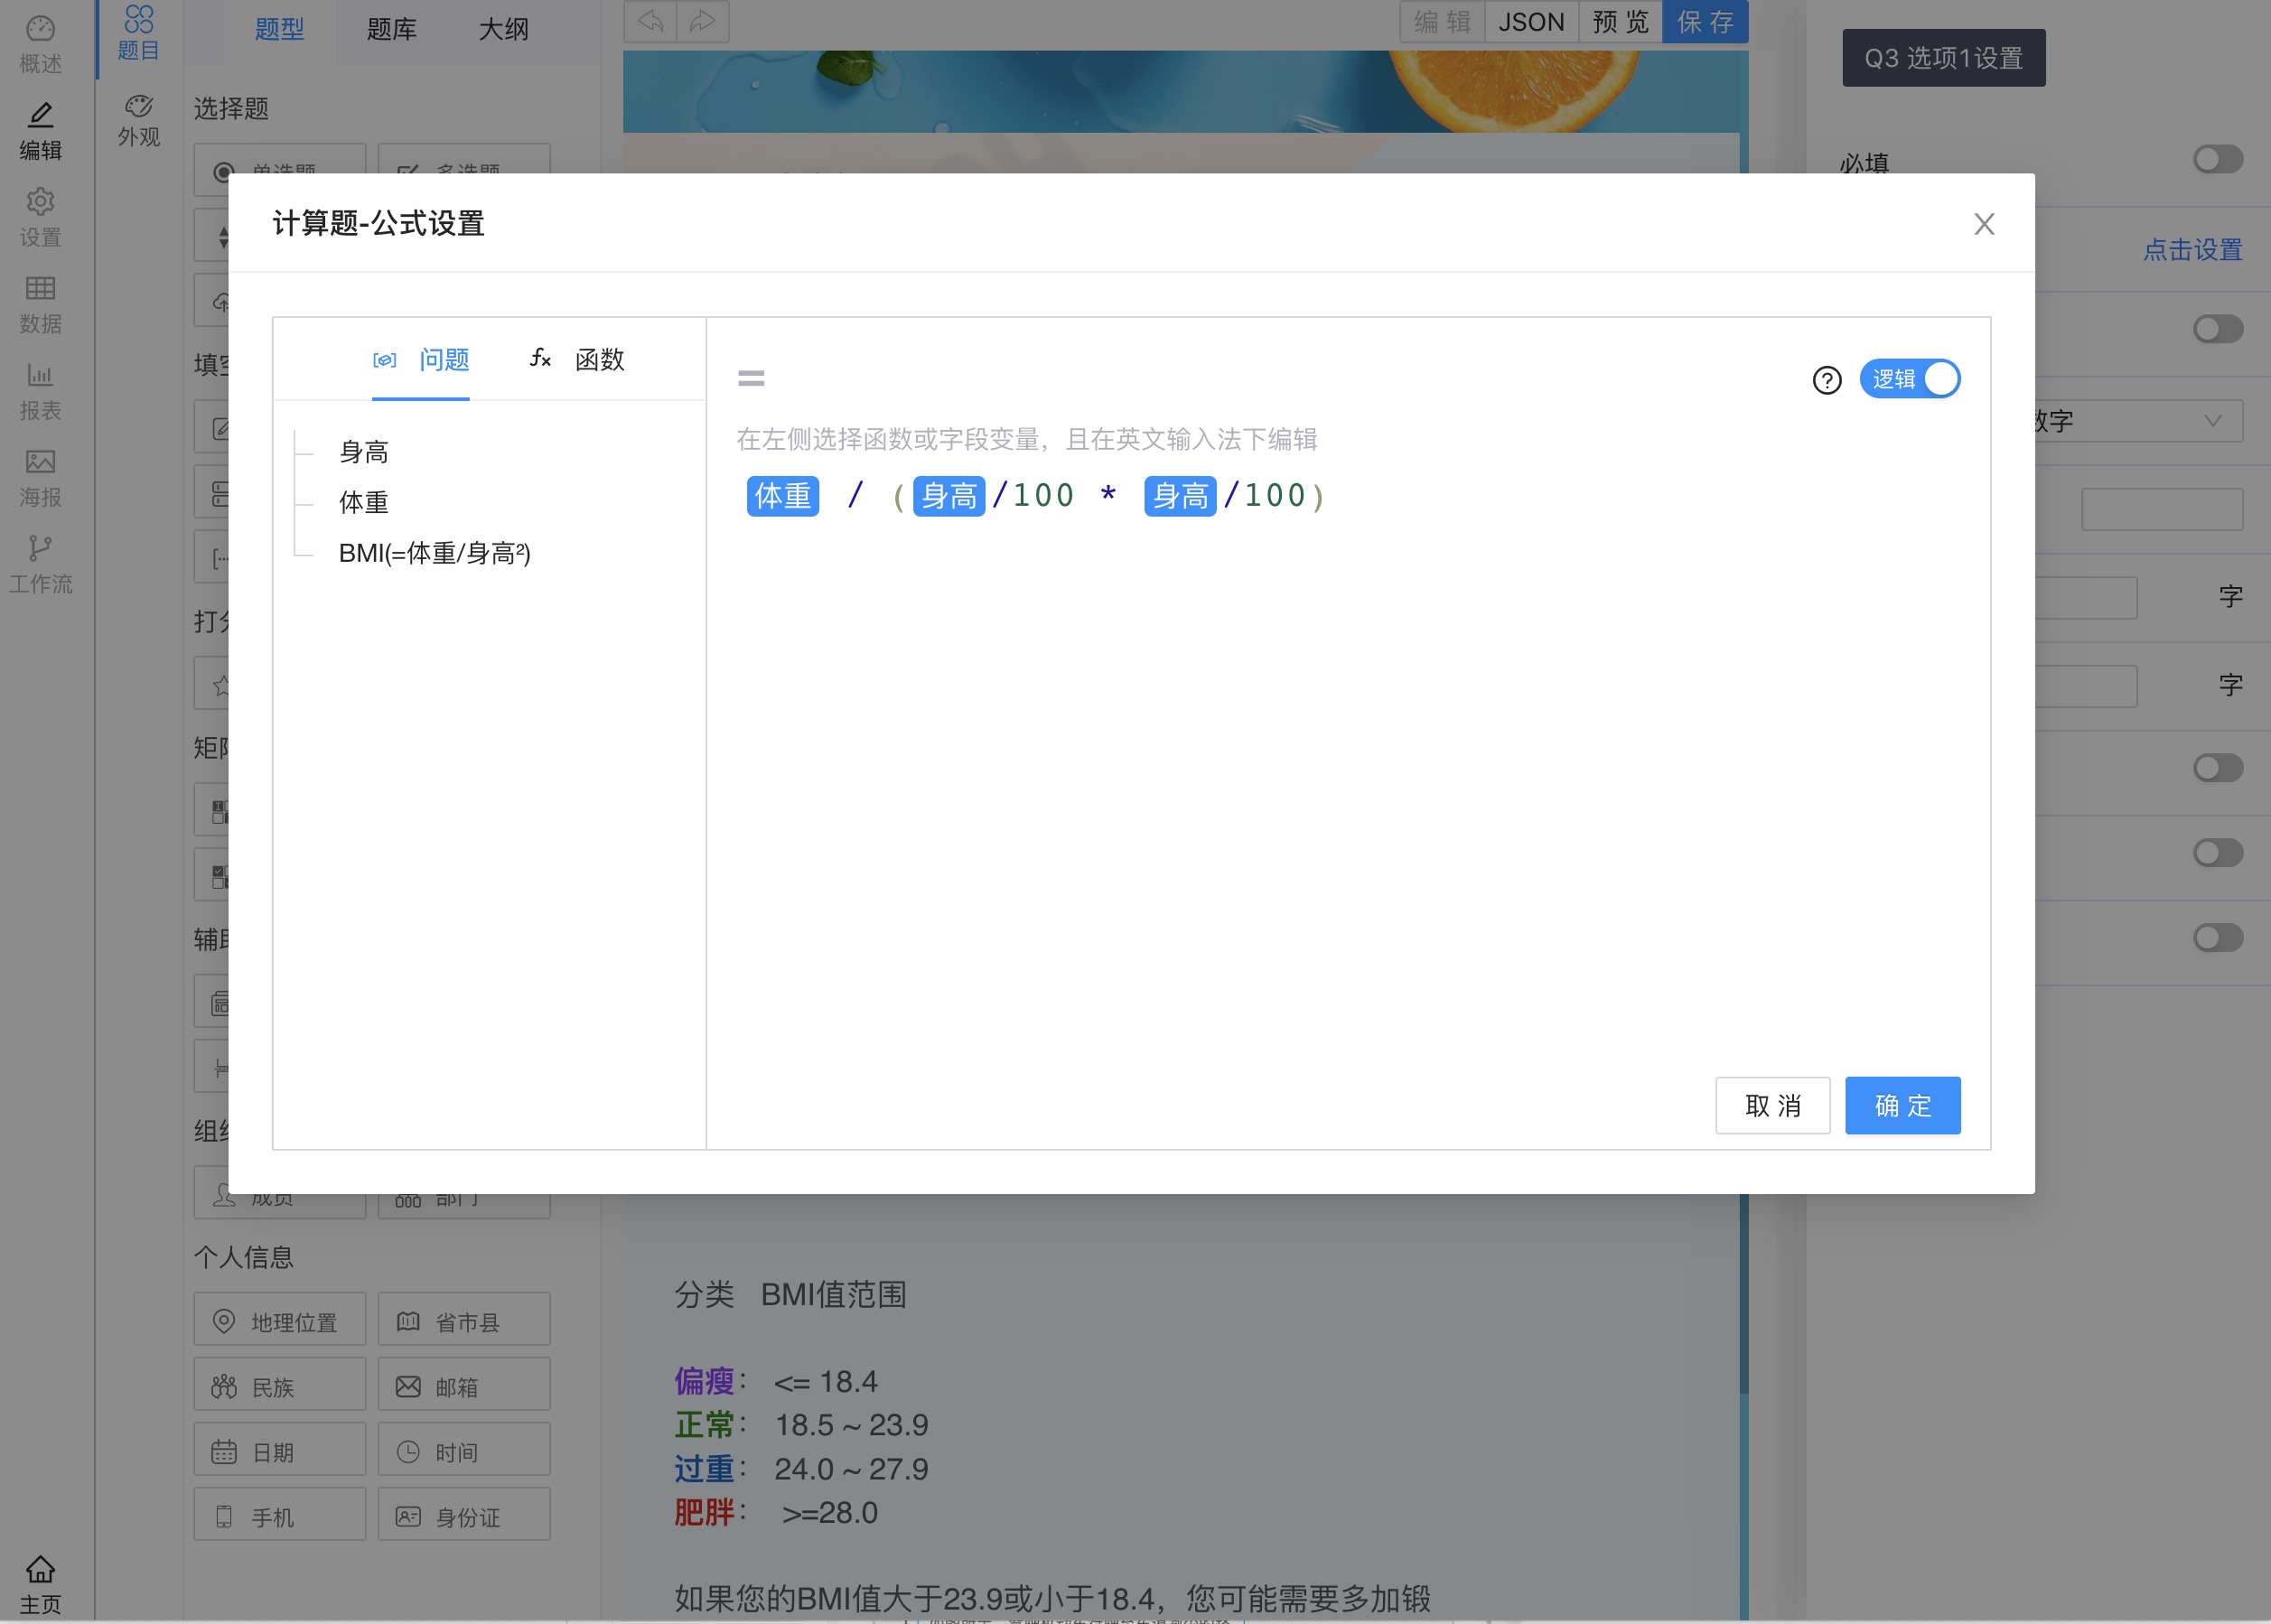 概述
编辑
设置
数据
报表
海报
工作流
主页
题目
外观
题型 题库 大纲
选择题
单选题 多选题
个人信息
成员 部门
地理位置 省市县
民族 邮箱
日期 时间
手机 身份证
编 辑 JSON 预 览 保 存
Q3 选项1设置
必填
点击设置
数字
字
字
计算题-公式设置
问题 函数
身高
体重
BMI(=体重/身高²)
=
逻辑
在左侧选择函数或字段变量，且在英文输入法下编辑
体重 / (身高/100 * 身高/100)
取 消 确 定
分类 BMI值范围
偏瘦： <= 18.4
正常： 18.5 ~ 23.9
过重： 24.0 ~ 27.9
肥胖： >=28.0
如果您的BMI值大于23.9或小于18.4，您可能需要多加锻